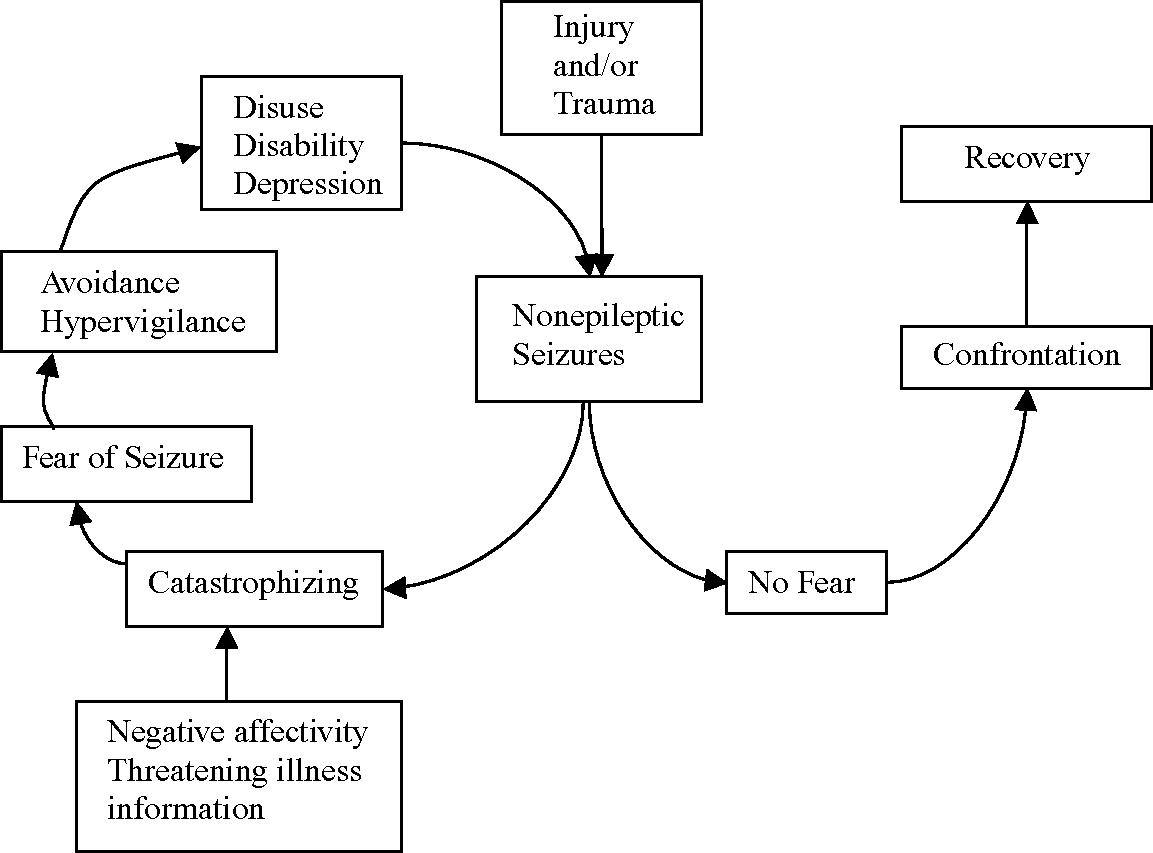 Injury
and/or
Trauma
Disuse
Disability
Depression
Recovery
Avoidance
Hypervigilance
Nonepileptic
Seizures
Confrontation
Fear of Seizure
Catastrophizing
No Fear
Negative affectivity
Threatening illness
information